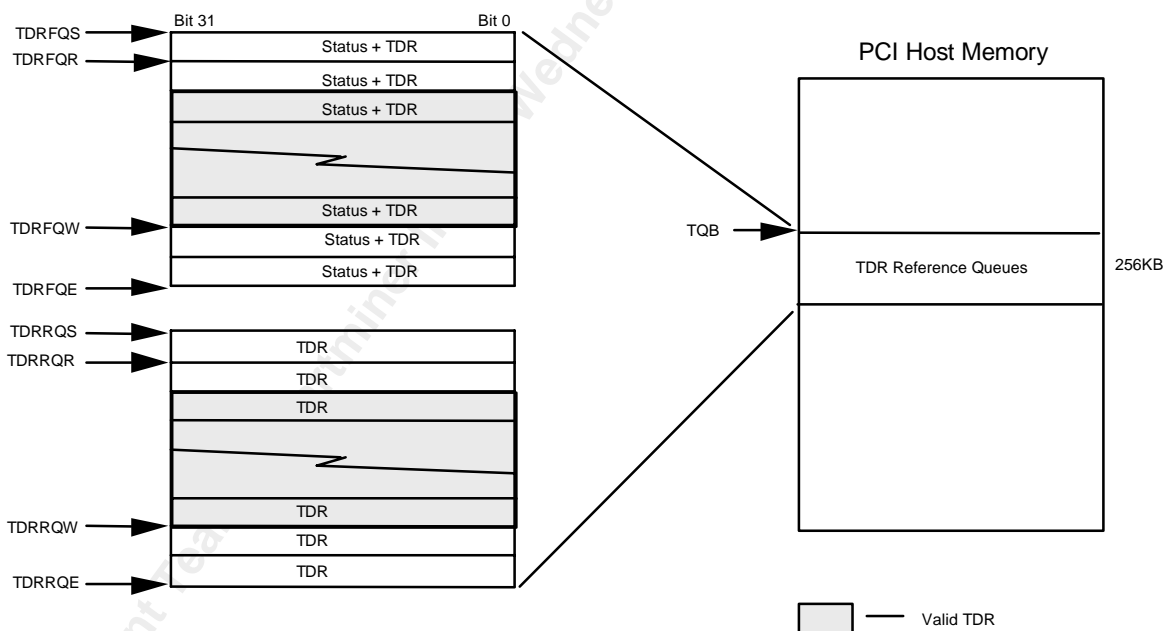 Bit 31 Bit 0
TDRFQS
Status + TDR
TDRFQR
Status + TDR
Status + TDR
Status + TDR
TDRFQW
Status + TDR
Status + TDR
TDRFQE
TDRRQS
TDR
TDRRQR
TDR
TDR
TDR
TDRRQW
TDR
TDR
TDRRQE
PCI Host Memory
TQB
TDR Reference Queues
256KB
Valid TDR